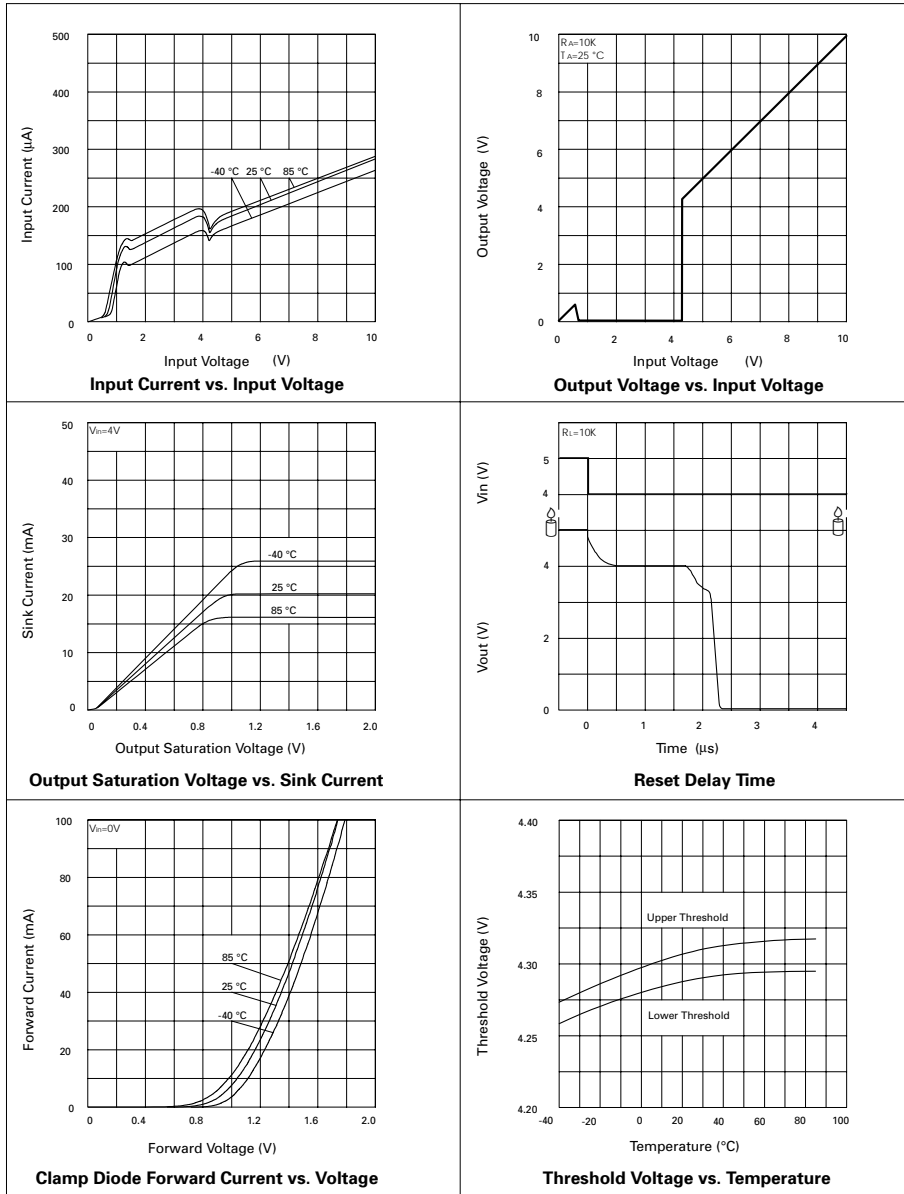 500
400
300
200
100
0
Input Current (µA)
-40 °C
25 °C
85 °C
0
2
4
6
8
10
Input Voltage (V)
Input Current vs. Input Voltage
10
8
6
4
2
0
Output Voltage (V)
RA=10K
TA=25 °C
0
2
4
6
8
10
Input Voltage (V)
Output Voltage vs. Input Voltage
50
40
30
20
10
0
Sink Current (mA)
Vin=4V
-40 °C
25 °C
85 °C
0
0.4
0.8
1.2
1.6
2.0
Output Saturation Voltage (V)
Output Saturation Voltage vs. Sink Current
RL=10K
Vin (V)
5
4
Vout (V)
4
2
0
0
1
2
3
4
Time (µs)
Reset Delay Time
100
80
60
40
20
0
Forward Current (mA)
Vin=0V
85 °C
25 °C
-40 °C
0
0.4
0.8
1.2
1.6
2.0
Forward Voltage (V)
Clamp Diode Forward Current vs. Voltage
4.40
4.35
4.30
4.25
4.20
Threshold Voltage (V)
Upper Threshold
Lower Threshold
-40
-20
0
20
40
60
80
100
Temperature (°C)
Threshold Voltage vs. Temperature